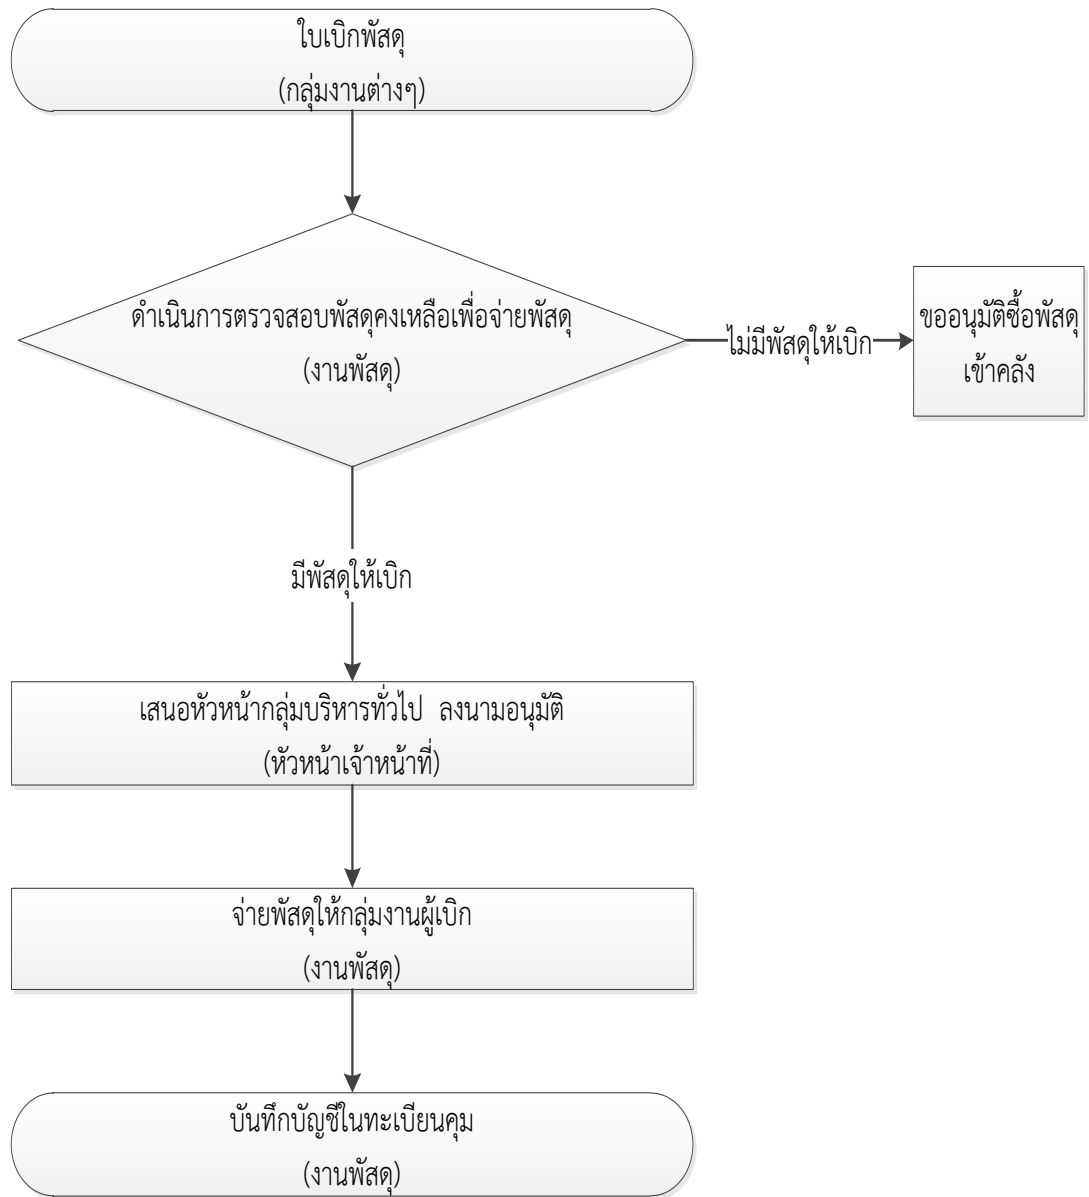 ใบเบิกพัสดุ
(กลุ่มงานต่างๆ)
ดำเนินการตรวจสอบพัสดุคงเหลือเพื่อจ่ายพัสดุ
(งานพัสดุ)
ไม่มีพัสดุให้เบิก
ขออนุมัติซื้อพัสดุ
เข้าคลัง
มีพัสดุให้เบิก
เสนอหัวหน้ากลุ่มบริหารทั่วไป ลงนามอนุมัติ
(หัวหน้าเจ้าหน้าที่)
จ่ายพัสดุให้กลุ่มงานผู้เบิก
(งานพัสดุ)
บันทึกบัญชีในทะเบียนคุม
(งานพัสดุ)